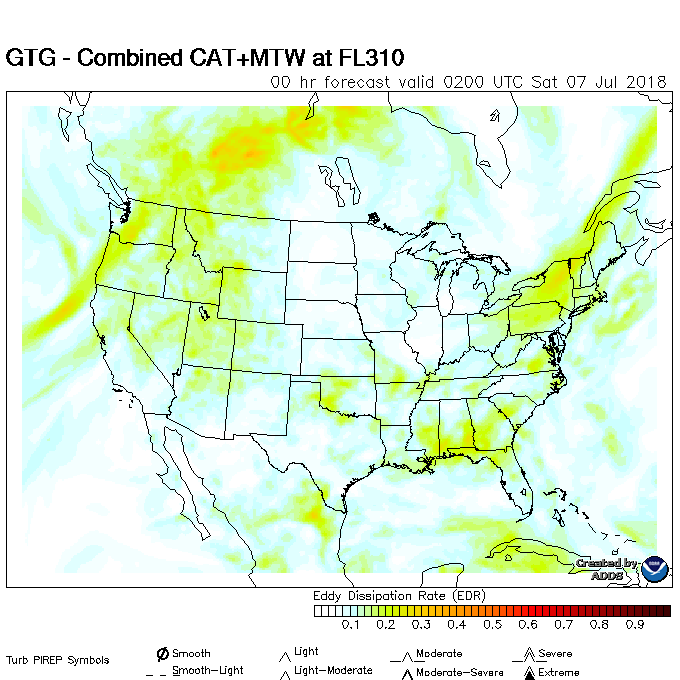 GTG - Combined CAT+MTW at FL310
00 hr forecast valid 0200 UTC Sat 07 Jul 2018
Created by
ADDS
Eddy Dissipation Rate (EDR)
0.1 0.2 0.3 0.4 0.5 0.6 0.7 0.8 0.9
Turb PIREP Symbols
Smooth Light Moderate Severe
Smooth-Light Light-Moderate Moderate-Severe Extreme